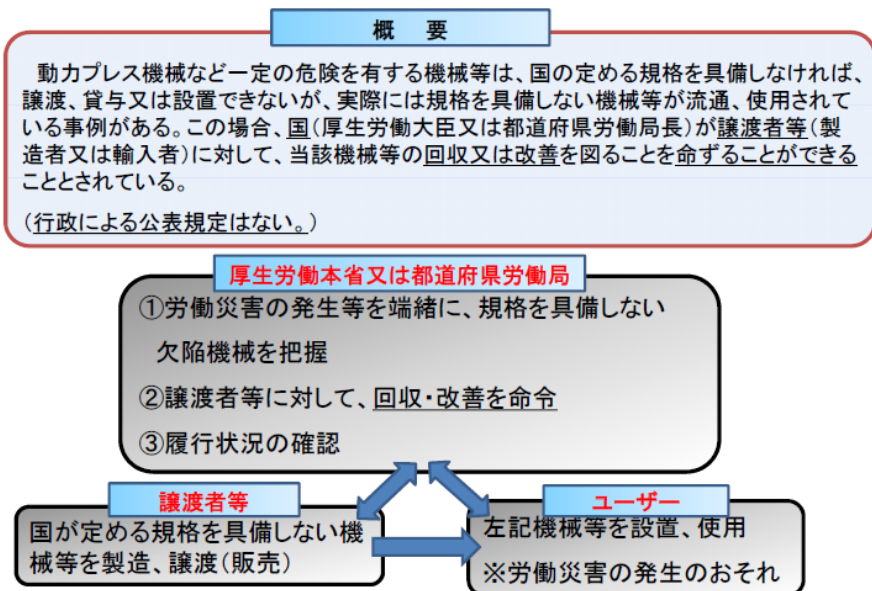 概　要
動力プレス機械など一定の危険を有する機械等は、国の定める規格を具備しなければ、
譲渡、貸与又は設置できないが、実際には規格を具備しない機械等が流通、使用されて
いる事例がある。この場合、国(厚生労働大臣又は都道府県労働局長)が譲渡者等(製
造者又は輸入者)に対して、当該機械等の回収又は改善を図ることを命ずることができる
こととされている。
(行政による公表規定はない。)
厚生労働本省又は都道府県労働局
①労働災害の発生等を端緒に、規格を具備しない
欠陥機械を把握
②譲渡者等に対して、回収・改善を命令
③履行状況の確認
譲渡者等
国が定める規格を具備しない機
械等を製造、譲渡(販売)
ユーザー
左記機械等を設置、使用
※労働災害の発生のおそれ